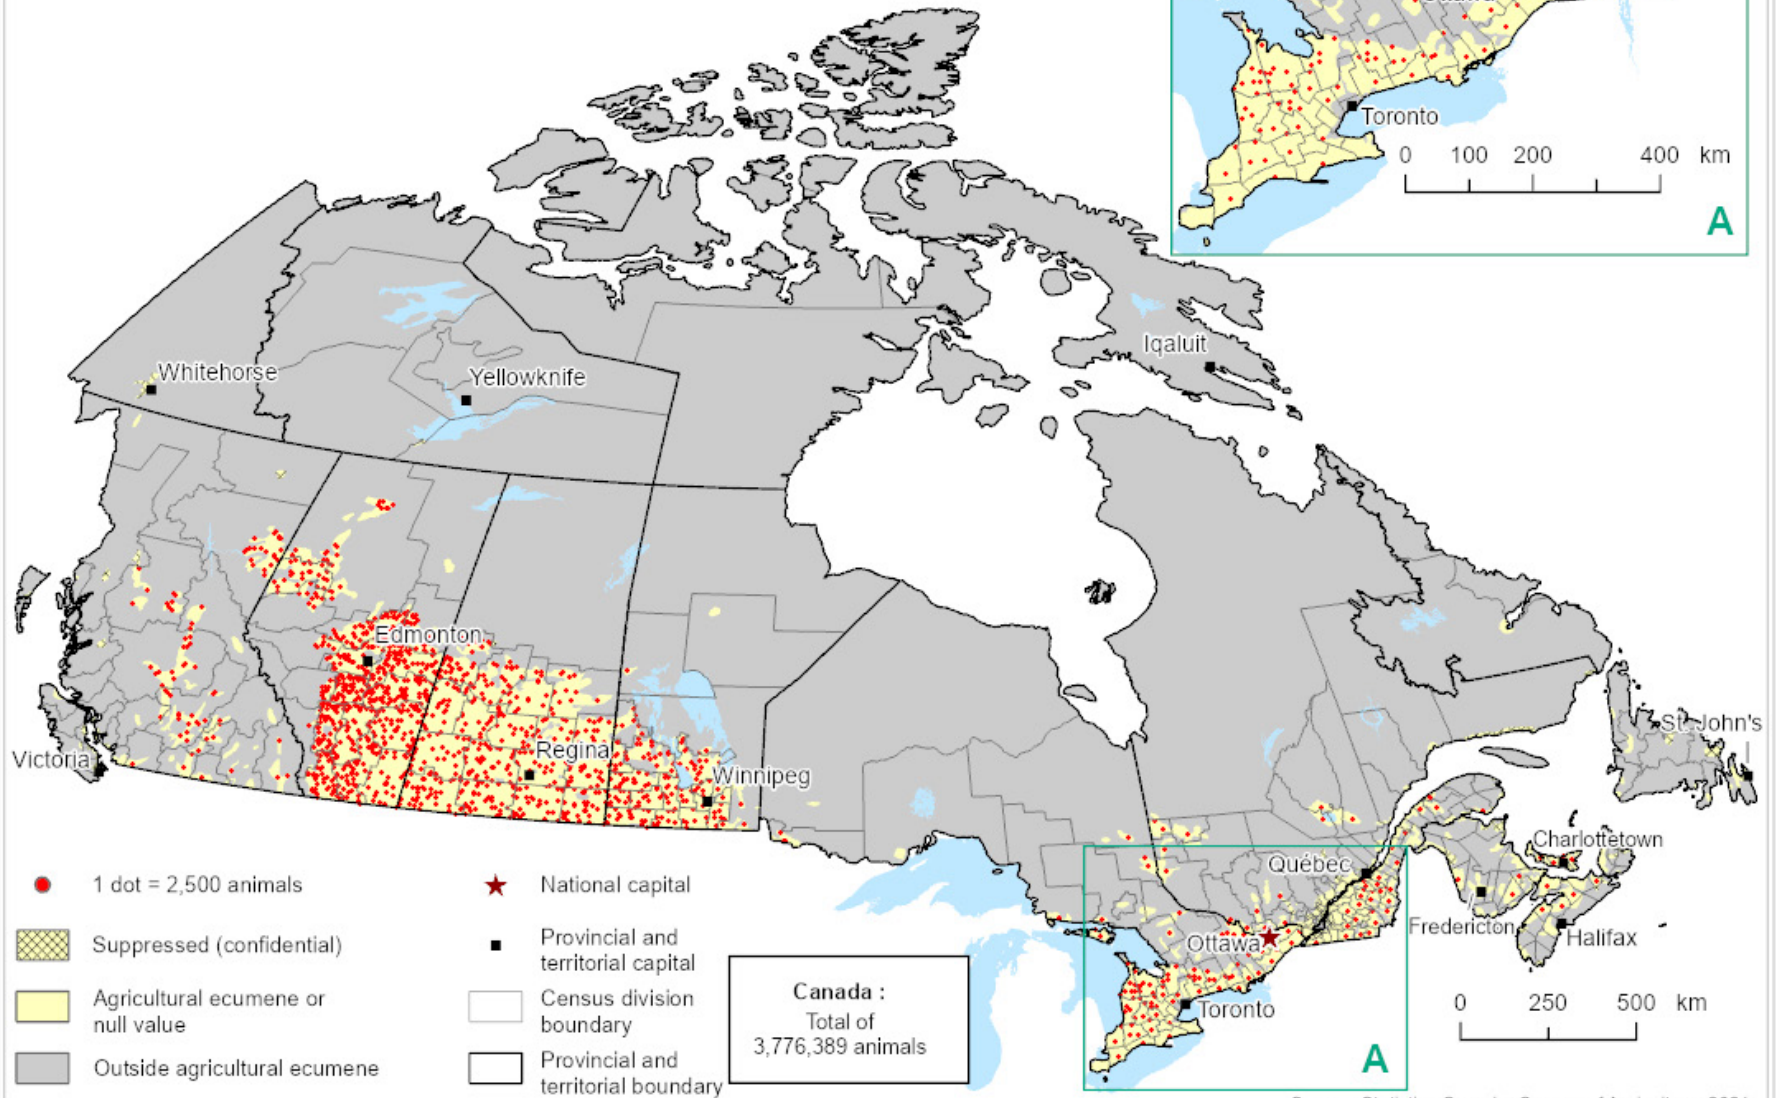 Toronto
0 100 200 400 km
A
Iqaluit
Whitehorse
Yellowknife
Edmonton
Regina
Winnipeg
Victoria
St. John's
Charlottetown
Québec
Fredericton
Halifax
Ottawa
Toronto
0 250 500 km
A
1 dot = 2,500 animals
Suppressed (confidential)
Agricultural ecumene or
null value
Outside agricultural ecumene
National capital
Provincial and
territorial capital
Census division
boundary
Provincial and
territorial boundary
Canada :
Total of
3,776,389 animals